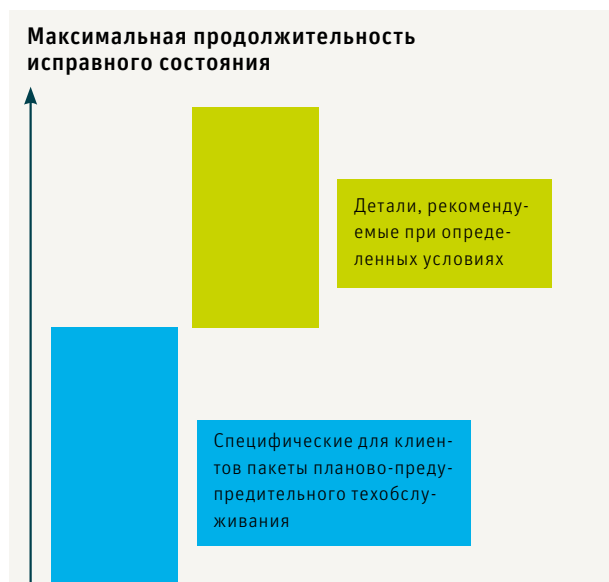 Максимальная продолжительность
исправного состояния
Детали, рекоменду-
емые при опреде-
ленных условиях
Специфические для клиен-
тов пакеты планово-преду-
предительного техобслу-
живания